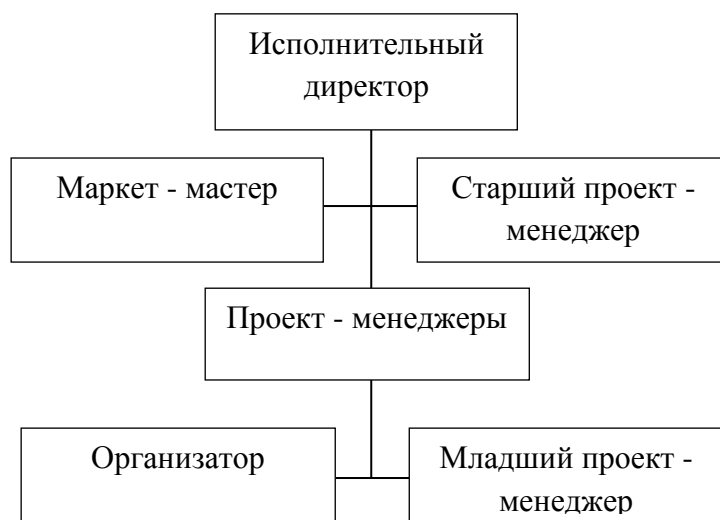 Исполнительный
директор
Маркет - мастер
Старший проект -
менеджер
Проект - менеджеры
Организатор
Младший проект -
менеджер